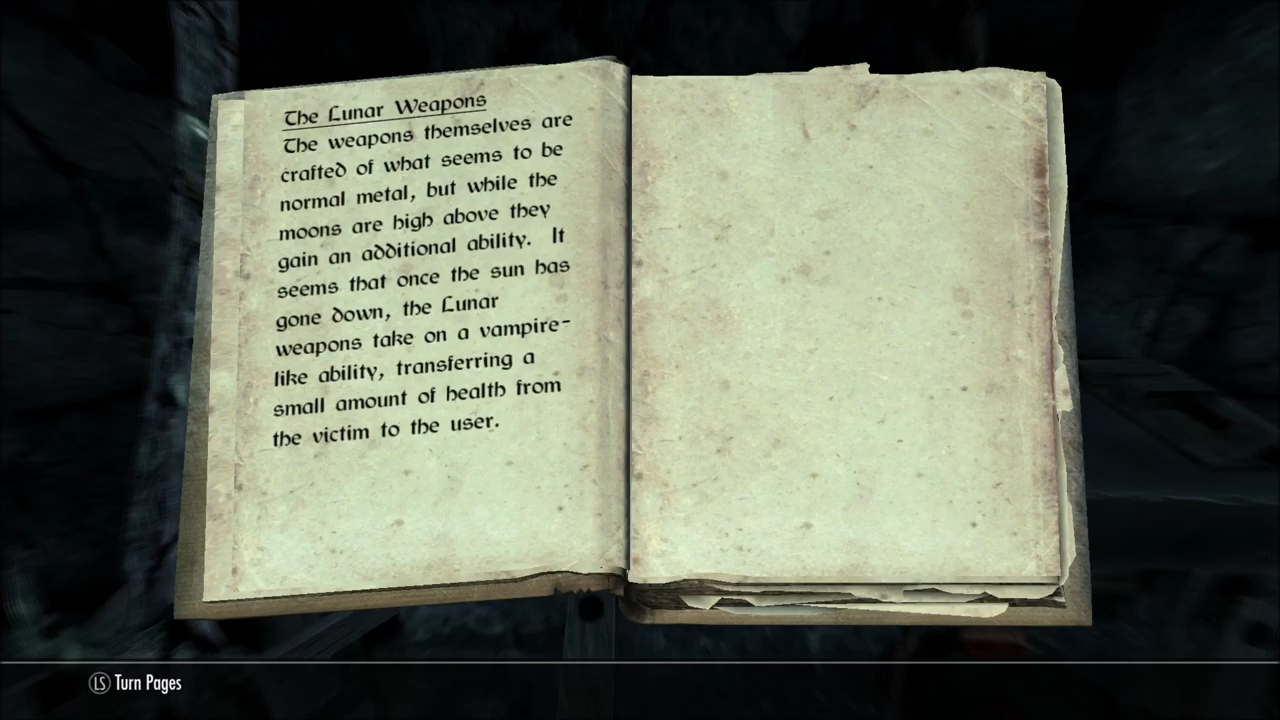 The Lunar Weapons
The weapons themselves are
crafted of what seems to be
normal metal, but while the
moons are high above they
gain an additional ability. It
seems that once the sun has
gone down, the Lunar
weapons take on a vampire-
like ability, transferring a
small amount of health from
the victim to the user.
LS Turn Pages